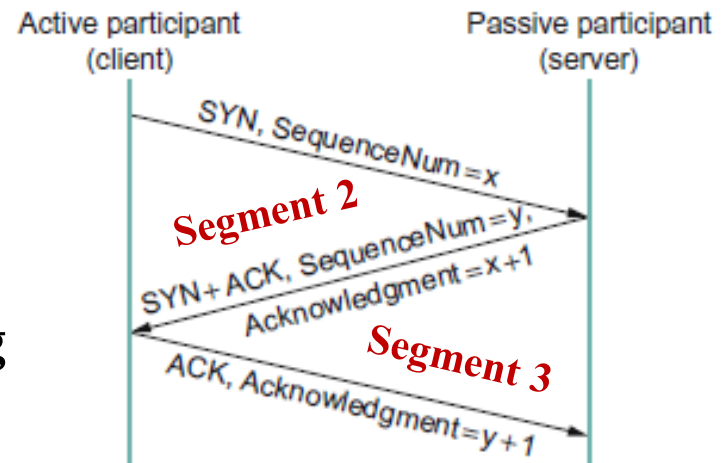 Active participant
(client)
Passive participant
(server)
SYN, SequenceNum=x
Segment 2
SYN+ACK, SequenceNum=y,
Acknowledgment=x+1
g
Segment 3
ACK, Acknowledgment=y+1